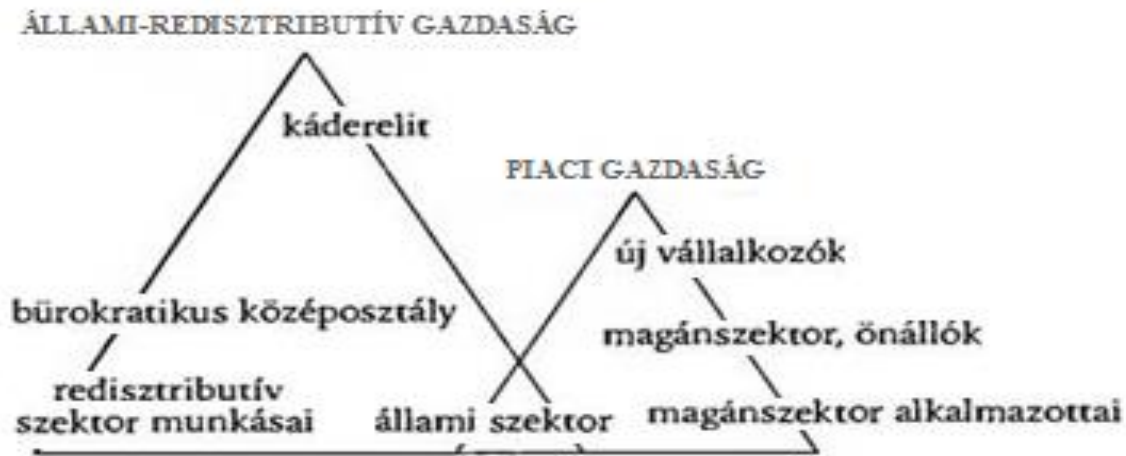 ÁLLAMI-REDISZTRIBUTÍV GAZDASÁG
káderelit
PIACI GAZDASÁG
új vállalkozók
bürokratikus középosztály
magánszektor, önállók
redisztributív
szektor munkásai
állami szektor
magánszektor alkalmazottai